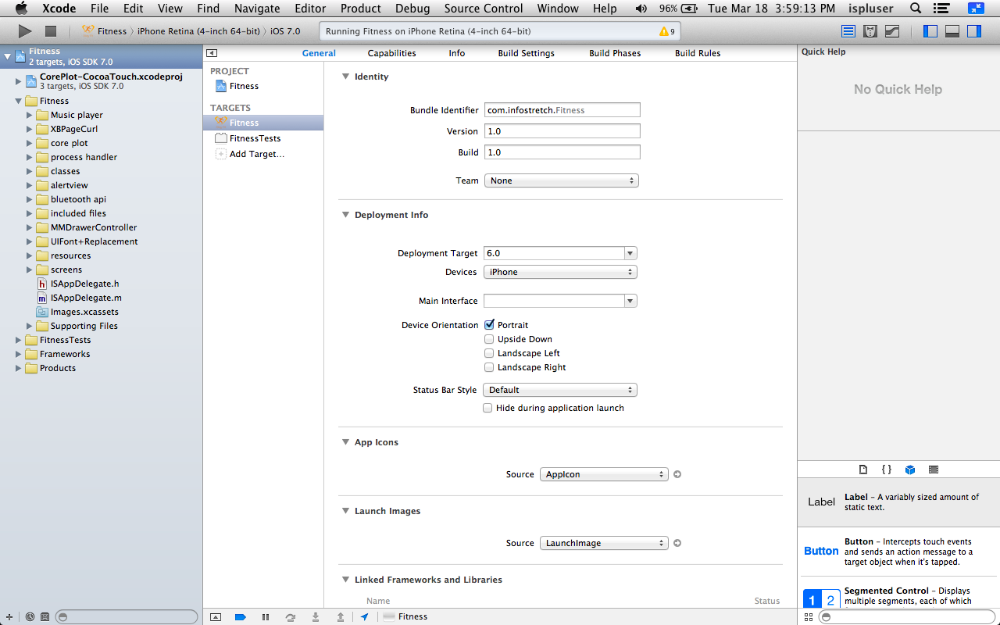 Xcode File Edit View Find Navigate Editor Product Debug Source Control Window Help 96% Tue Mar 18 3:59:13 PM ispluser
Fitness 〉 iPhone Retina (4-inch 64-bit) 〉 iOS 7.0
Running Fitness on iPhone Retina (4-inch 64-bit) 9
Fitness
2 targets, iOS SDK 7.0
CorePlot-CocoaTouch.xcodeproj
3 targets, iOS SDK 7.0
Fitness
Music player
XBPageCurl
core plot
process handler
classes
alertview
bluetooth api
included files
MMDrawerController
UIFont+Replacement
resources
screens
h ISAppDelegate.h
m ISAppDelegate.m
Images.xcassets
Supporting Files
FitnessTests
Frameworks
Products
General Capabilities Info Build Settings Build Phases Build Rules
PROJECT
Fitness
TARGETS
Fitness
FitnessTests
Add Target...
Identity
Bundle Identifier com.infostretch.Fitness
Version 1.0
Build 1.0
Team None
Deployment Info
Deployment Target 6.0
Devices iPhone
Main Interface
Device Orientation Portrait
Upside Down
Landscape Left
Landscape Right
Status Bar Style Default
Hide during application launch
App Icons
Source AppIcon
Launch Images
Source LaunchImage
Linked Frameworks and Libraries
Name Status
Fitness
Quick Help
No Quick Help
{ }
Label
Label – A variably sized amount of
static text.
Button
Button – Intercepts touch events
and sends an action message to a
target object when it's tapped.
1 2
Segmented Control – Displays
multiple segments, each of which